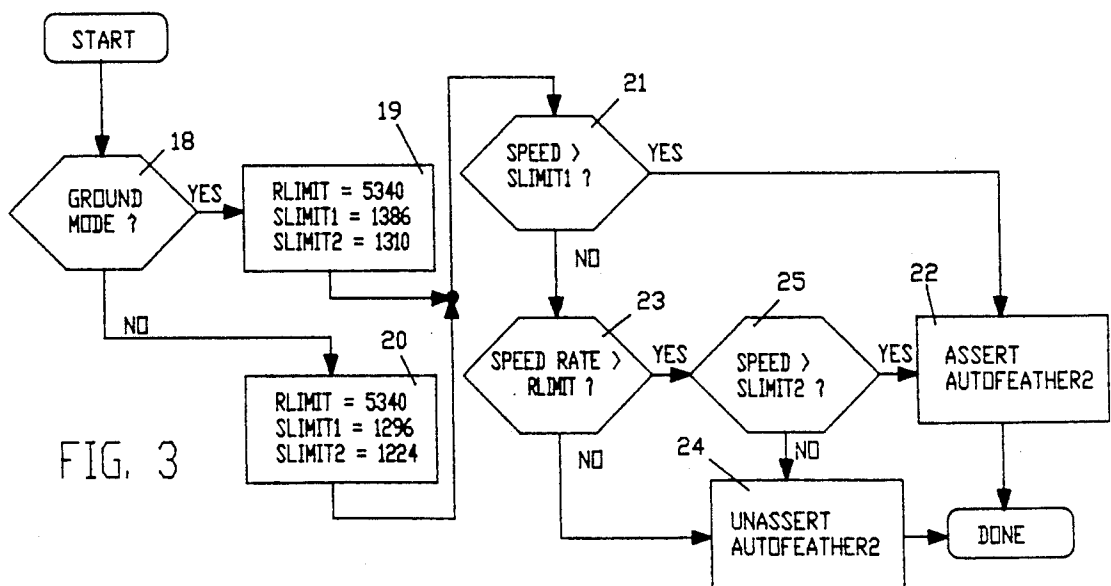 START
18
GROUND
MODE ?
YES
NO
19
RLIMIT = 5340
SLIMIT1 = 1386
SLIMIT2 = 1310
20
RLIMIT = 5340
SLIMIT1 = 1296
SLIMIT2 = 1224
21
SPEED >
SLIMIT1 ?
YES
NO
23
SPEED RATE >
RLIMIT ?
YES
NO
25
SPEED >
SLIMIT2 ?
YES
NO
22
ASSERT
AUTOFEATHER2
24
UNASSERT
AUTOFEATHER2
DONE
FIG. 3